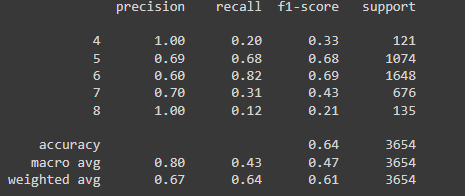 precision recall f1-score support
4 1.00 0.20 0.33 121
5 0.69 0.68 0.68 1074
6 0.60 0.82 0.69 1648
7 0.70 0.31 0.43 676
8 1.00 0.12 0.21 135
accuracy 0.64 3654
macro avg 0.80 0.43 0.47 3654
weighted avg 0.67 0.64 0.61 3654